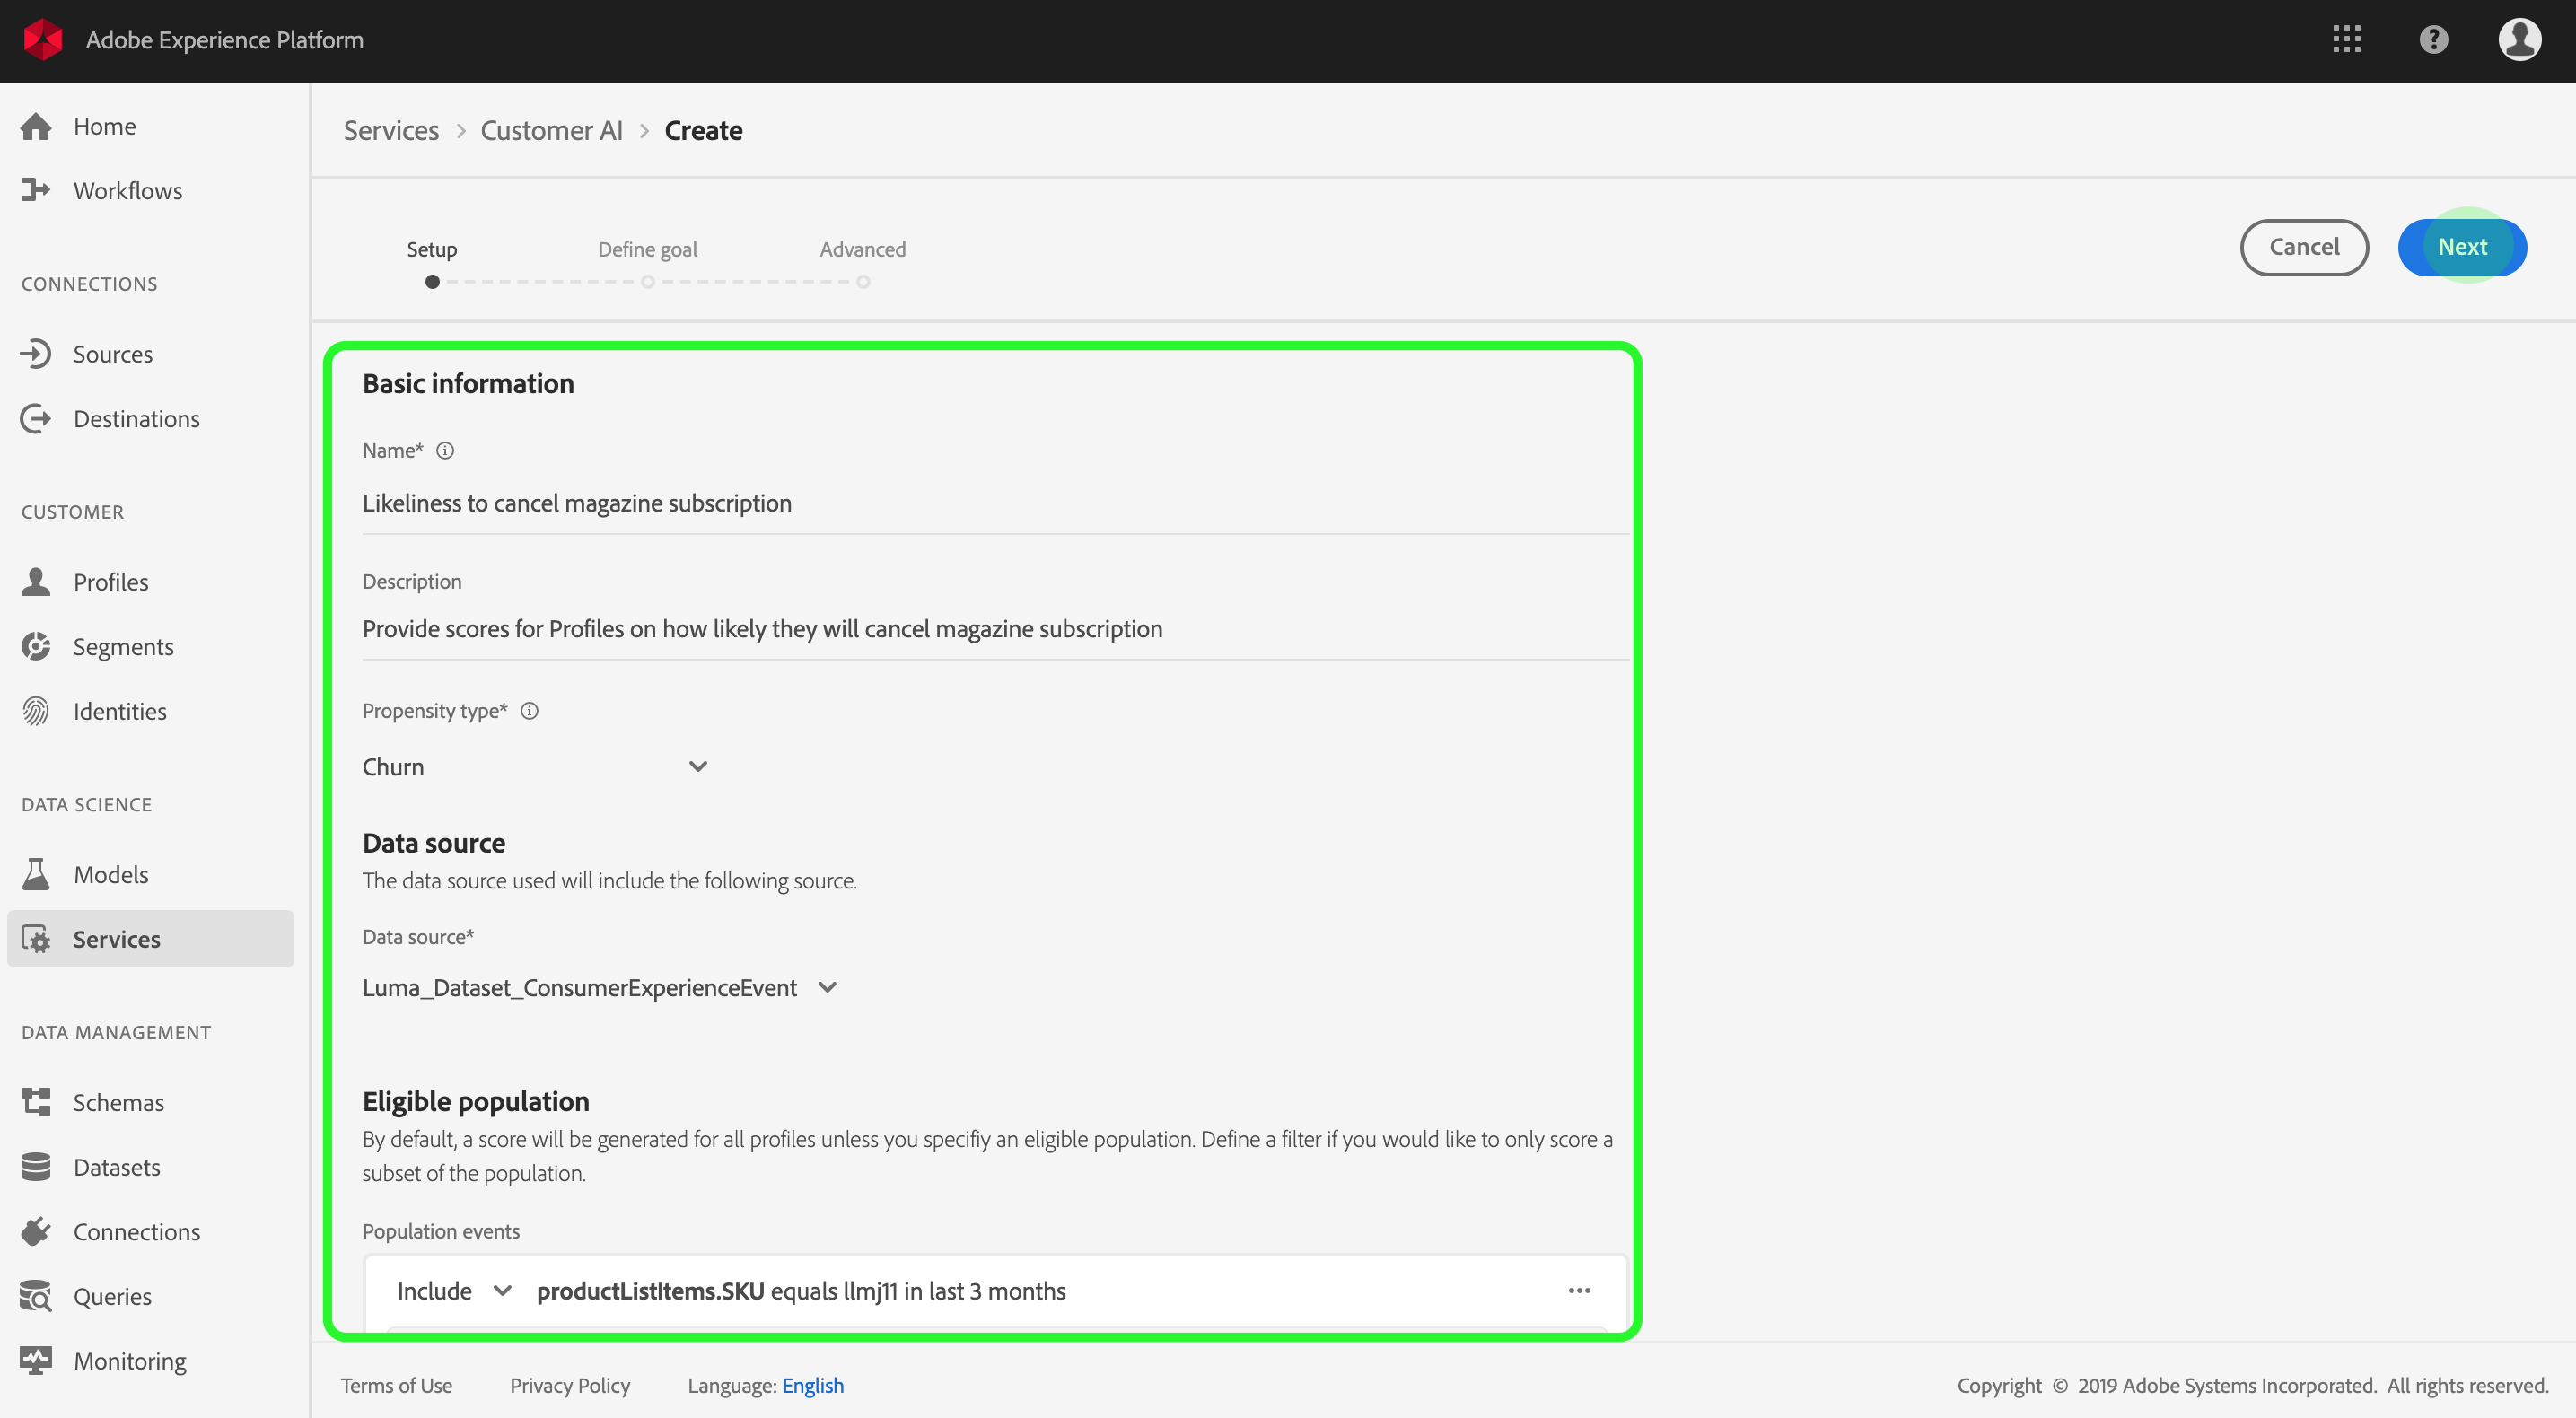 Adobe Experience Platform
?
Home
Workflows
CONNECTIONS
Sources
Destinations
CUSTOMER
Profiles
Segments
Identities
DATA SCIENCE
Models
Services
DATA MANAGEMENT
Schemas
Datasets
Connections
Queries
Monitoring
Services > Customer AI > Create
Setup Define goal Advanced
Cancel Next
Basic information
Name*
Likeliness to cancel magazine subscription
Description
Provide scores for Profiles on how likely they will cancel magazine subscription
Propensity type*
Churn
Data source
The data source used will include the following source.
Data source*
Luma_Dataset_ConsumerExperienceEvent
Eligible population
By default, a score will be generated for all profiles unless you specifiy an eligible population. Define a filter if you would like to only score a
subset of the population.
Population events
Include productListItems.SKU equals llmj11 in last 3 months
Terms of Use Privacy Policy Language: English Copyright © 2019 Adobe Systems Incorporated. All rights reserved.